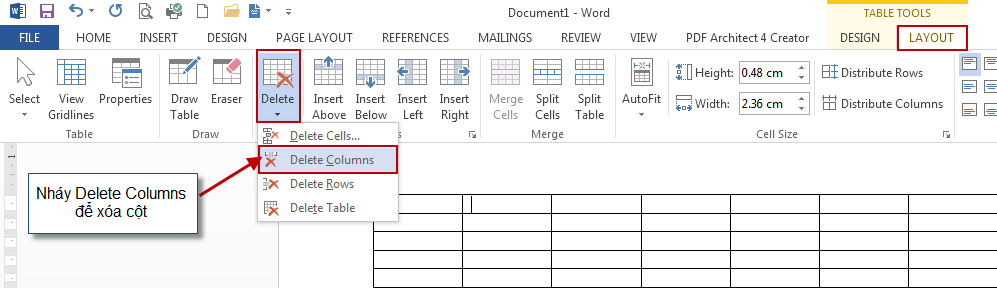 Document1 - Word
TABLE TOOLS
FILE HOME INSERT DESIGN PAGE LAYOUT REFERENCES MAILINGS REVIEW VIEW PDF Architect 4 Creator DESIGN LAYOUT
Select
View Gridlines
Properties
Table
Draw Table
Eraser
Draw
Delete
Insert Above
Insert Below
Insert Left
Insert Right
Merge Cells
Split Cells
Split Table
Merge
AutoFit
Height: 0.48 cm
Width: 2.36 cm
Distribute Rows
Distribute Columns
Cell Size
Delete Cells...
Delete Columns
Delete Rows
Delete Table
Nháy Delete Columns
để xóa cột
1